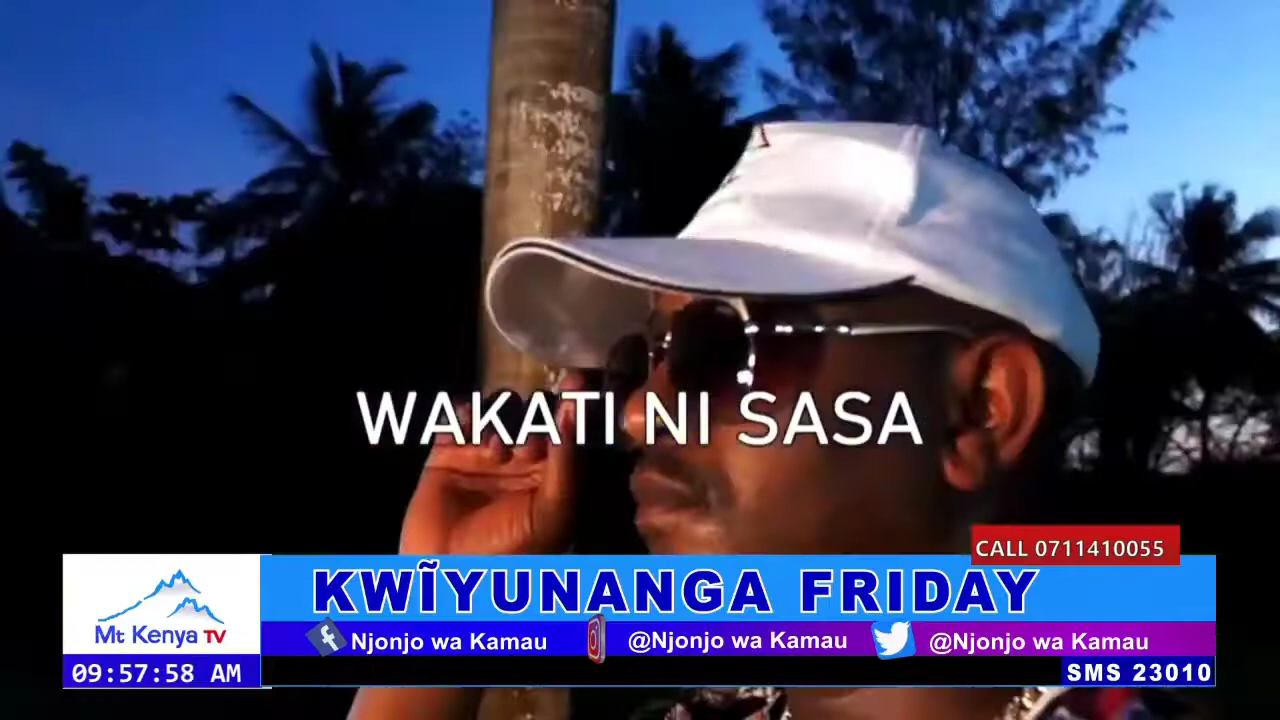 WAKATI NI SASA
CALL 0711410055
KWĨYUNANGA FRIDAY
Mt Kenya TV
Njonjo wa Kamau @Njonjo wa Kamau @Njonjo wa Kamau
09:57:58 AM
SMS 23010